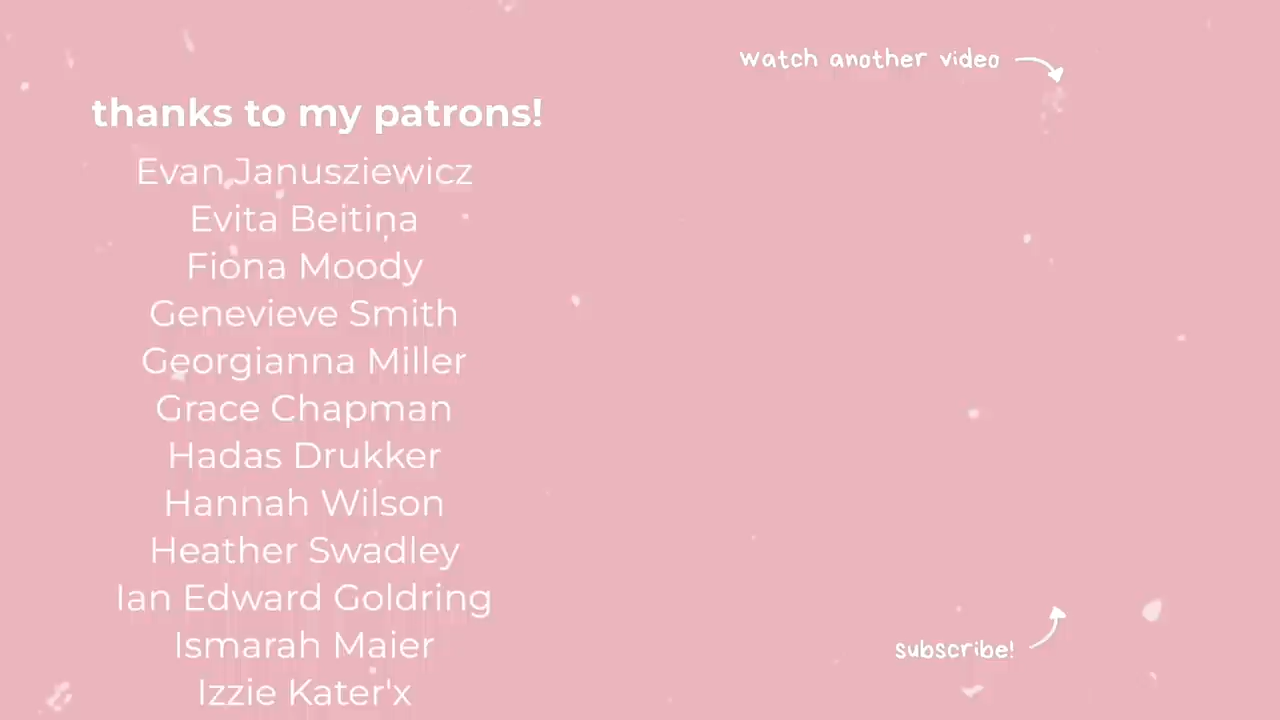 watch another video
thanks to my patrons!
Evan Janusziewicz
Evita Beitiņa
Fiona Moody
Genevieve Smith
Georgianna Miller
Grace Chapman
Hadas Drukker
Hannah Wilson
Heather Swadley
Ian Edward Goldring
Ismarah Maier
Izzie Kater'x
subscribe!